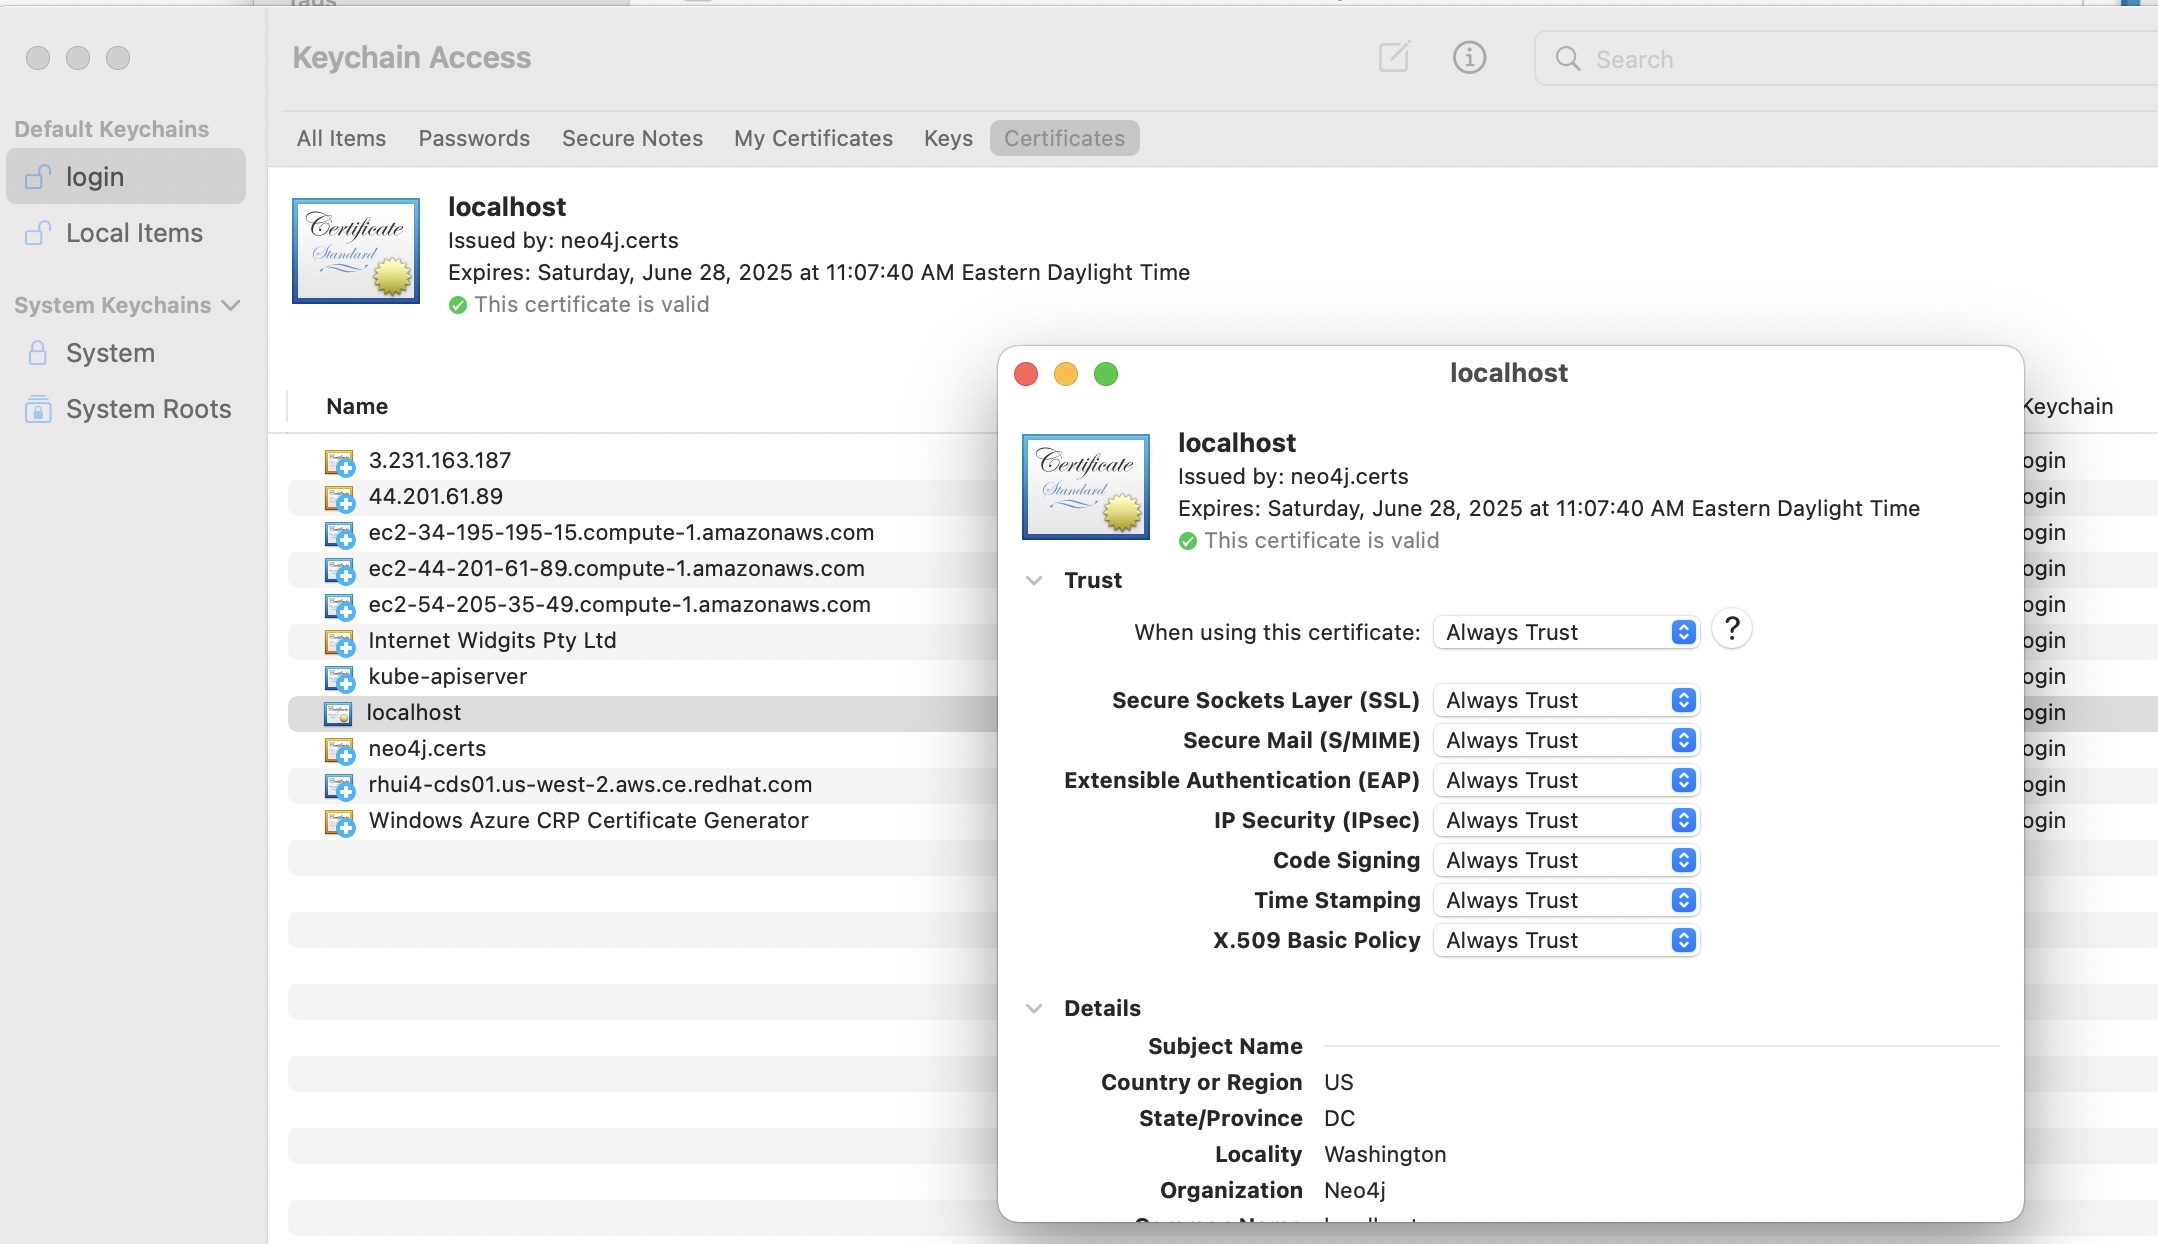 Tags
Keychain Access
Search
Default Keychains
login
Local Items
System Keychains
System
System Roots
All Items Passwords Secure Notes My Certificates Keys Certificates
Certificate
Standard
localhost
Issued by: neo4j.certs
Expires: Saturday, June 28, 2025 at 11:07:40 AM Eastern Daylight Time
This certificate is valid
Name
Keychain
3.231.163.187
ogin
44.201.61.89
ogin
ec2-34-195-195-15.compute-1.amazonaws.com
ogin
ec2-44-201-61-89.compute-1.amazonaws.com
ogin
ec2-54-205-35-49.compute-1.amazonaws.com
ogin
Internet Widgits Pty Ltd
ogin
kube-apiserver
ogin
localhost
ogin
neo4j.certs
ogin
rhui4-cds01.us-west-2.aws.ce.redhat.com
ogin
Windows Azure CRP Certificate Generator
ogin
localhost
Certificate
Standard
localhost
Issued by: neo4j.certs
Expires: Saturday, June 28, 2025 at 11:07:40 AM Eastern Daylight Time
This certificate is valid
Trust
When using this certificate: Always Trust ?
Secure Sockets Layer (SSL) Always Trust
Secure Mail (S/MIME) Always Trust
Extensible Authentication (EAP) Always Trust
IP Security (IPsec) Always Trust
Code Signing Always Trust
Time Stamping Always Trust
X.509 Basic Policy Always Trust
Details
Subject Name
Country or Region US
State/Province DC
Locality Washington
Organization Neo4j
Common Name localhost